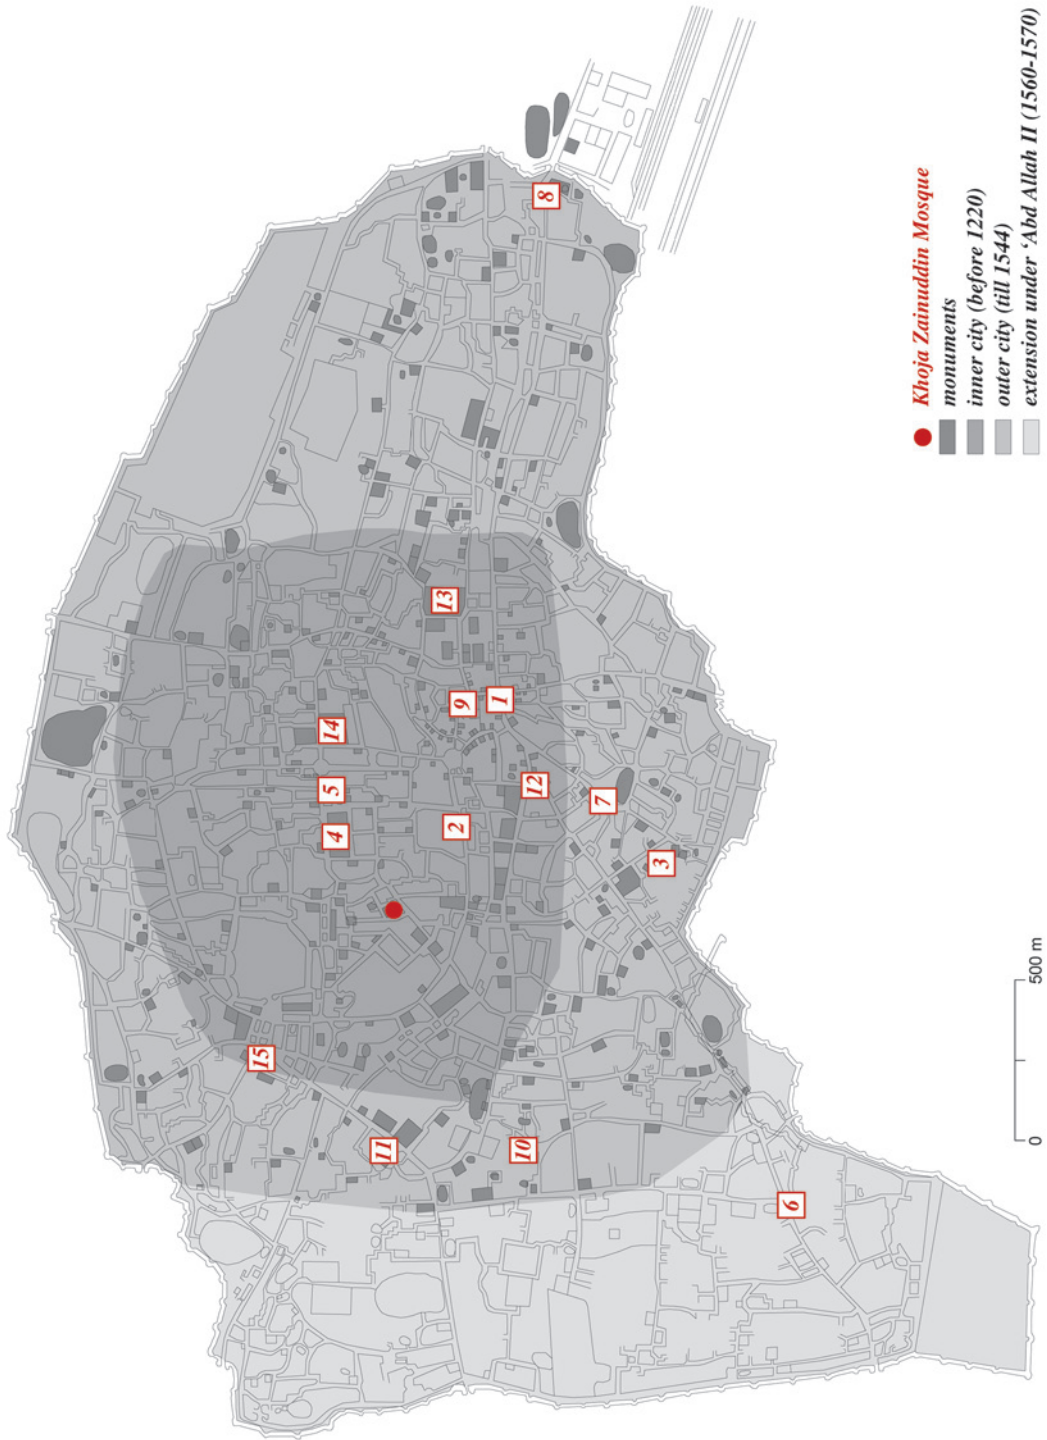 15
4
5
14
11
2
9
13
10
12
1
8
7
3
6
Khoja Zainuddin Mosque
monuments
inner city (before 1220)
outer city (till 1544)
extension under ‘Abd Allah II (1560-1570)
0
500 m